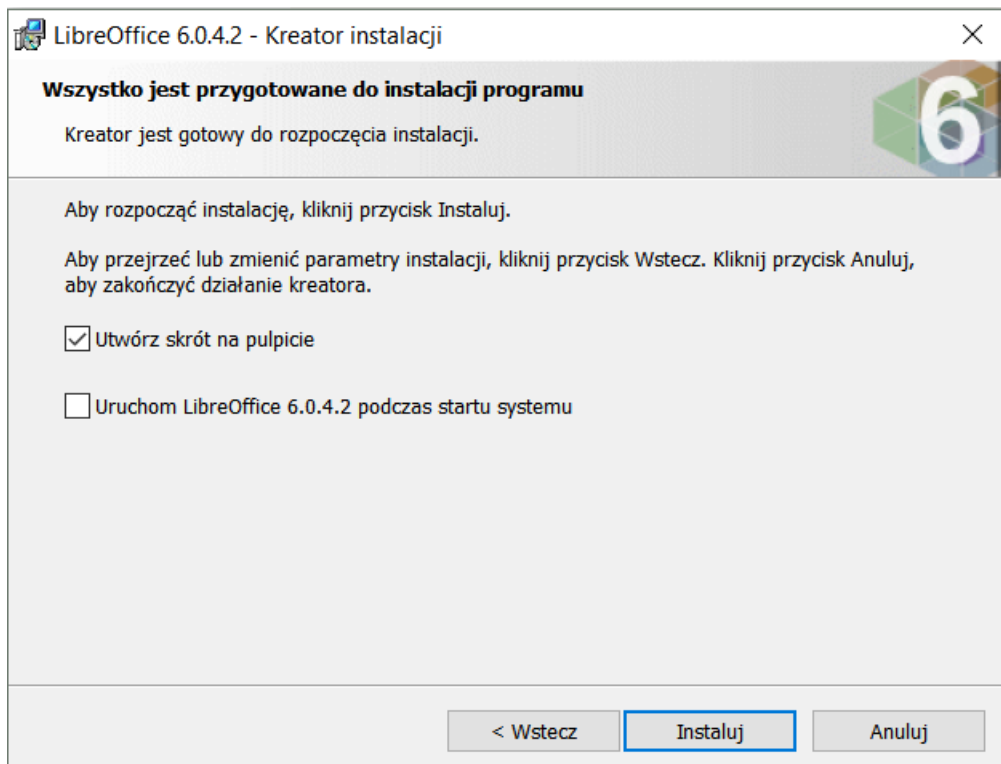 LibreOffice 6.0.4.2 - Kreator instalacji
Wszystko jest przygotowane do instalacji programu
Kreator jest gotowy do rozpoczęcia instalacji.
6
Aby rozpocząć instalację, kliknij przycisk Instaluj.
Aby przejrzeć lub zmienić parametry instalacji, kliknij przycisk Wstecz. Kliknij przycisk Anuluj,
aby zakończyć działanie kreatora.
Utwórz skrót na pulpicie
Uruchom LibreOffice 6.0.4.2 podczas startu systemu
< Wstecz
Instaluj
Anuluj